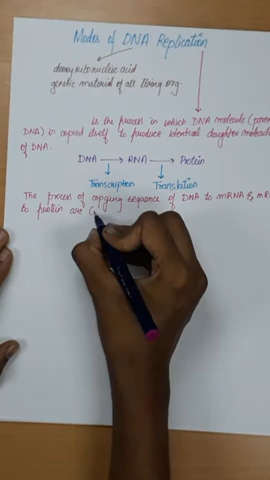 Modes of DNA Replication
deoxyribonucleic acid
genetic material of all living org.
is the process in which DNA molecule (parent
DNA) is copied itself to produce identical daughter molecules
of DNA.
DNA → RNA → Protein
Transcription Translation
The process of copying sequence of DNA to mRNA &
to protein are